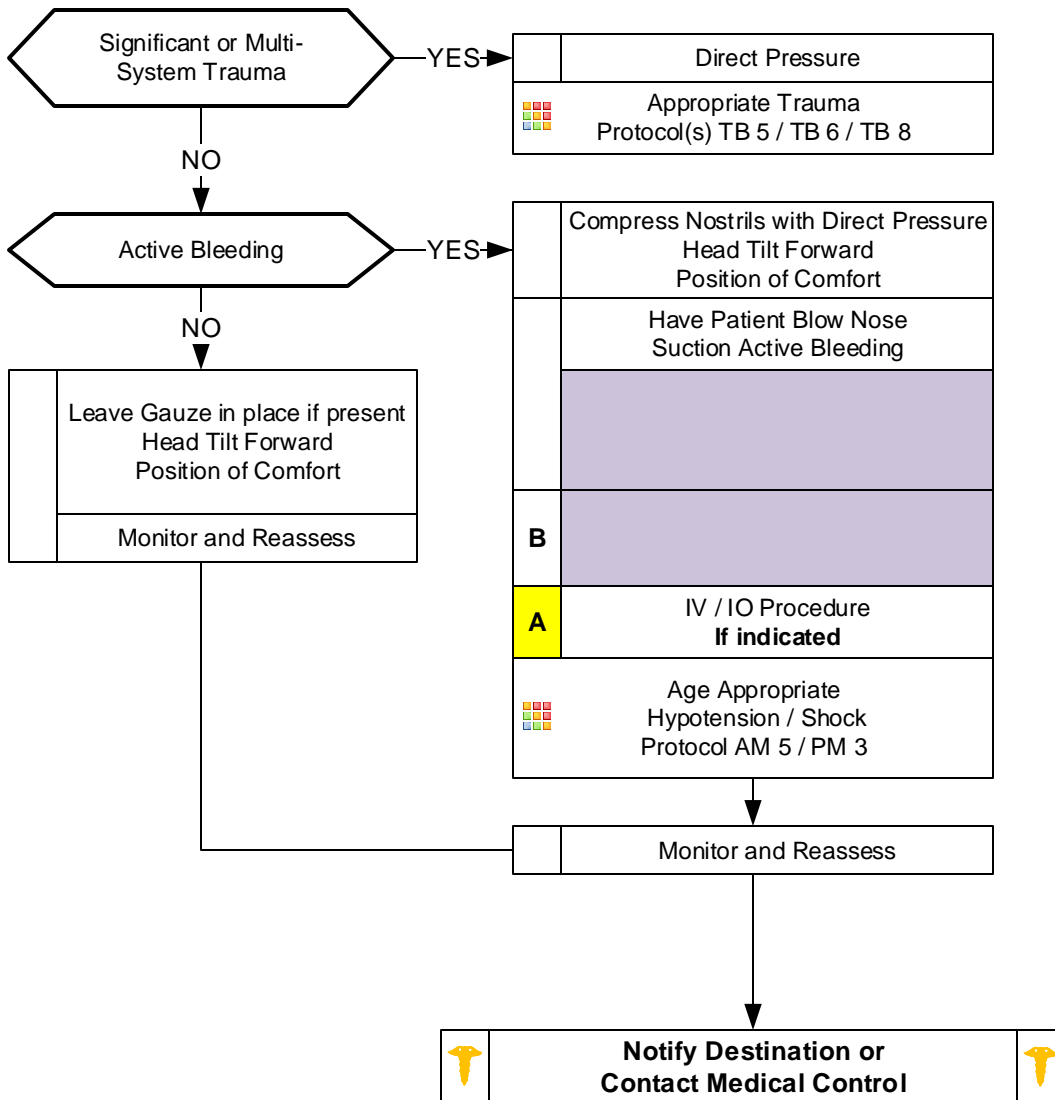 Significant or Multi-
System Trauma
YES
Direct Pressure
Appropriate Trauma
Protocol(s) TB 5 / TB 6 / TB 8
NO
Active Bleeding
YES
Compress Nostrils with Direct Pressure
Head Tilt Forward
Position of Comfort
Have Patient Blow Nose
Suction Active Bleeding
NO
Leave Gauze in place if present
Head Tilt Forward
Position of Comfort
Monitor and Reassess
B
A
IV / IO Procedure
If indicated
Age Appropriate
Hypotension / Shock
Protocol AM 5 / PM 3
Monitor and Reassess
Notify Destination or
Contact Medical Control